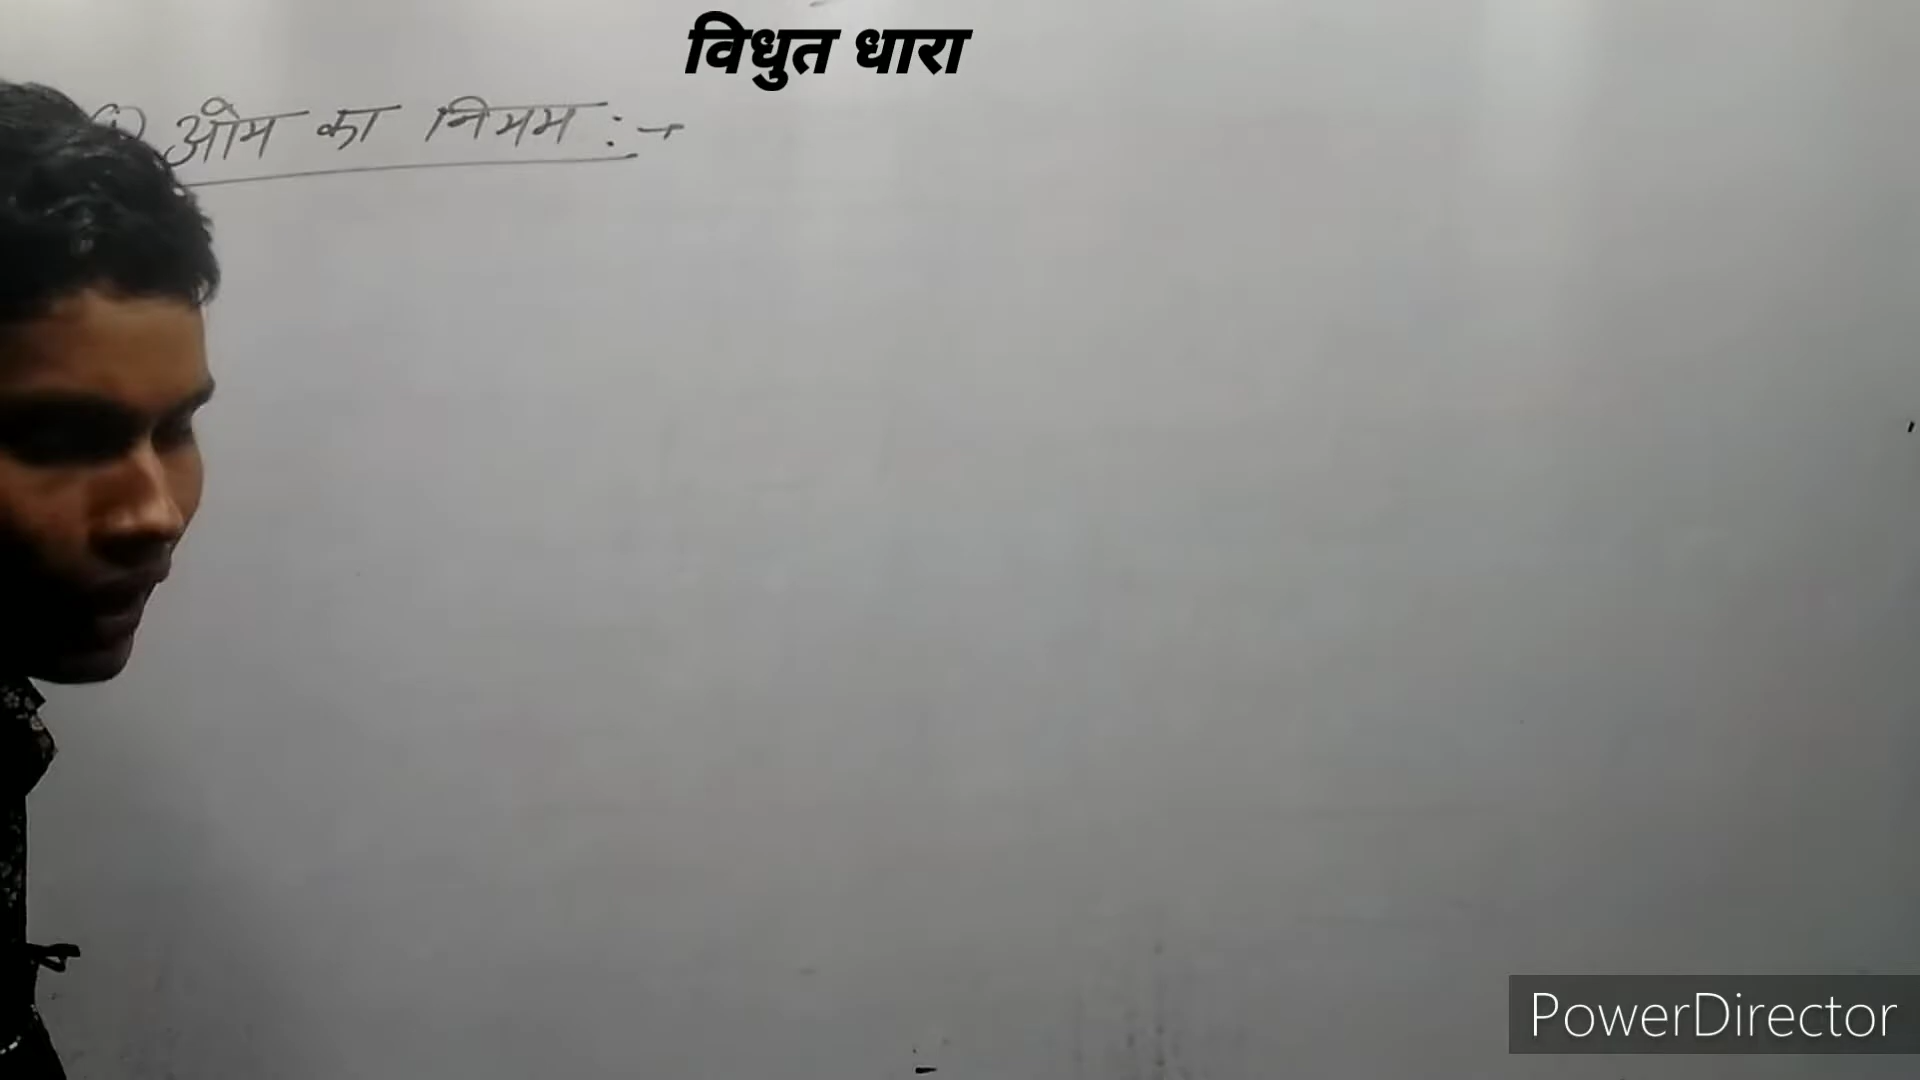 विधुत धारा
ओम का नियम :-
PowerDirector